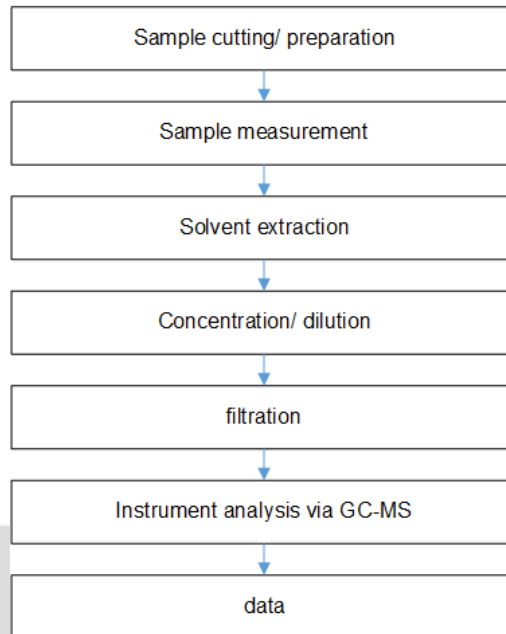 Sample cutting/ preparation
Sample measurement
Solvent extraction
Concentration/ dilution
filtration
Instrument analysis via GC-MS
data